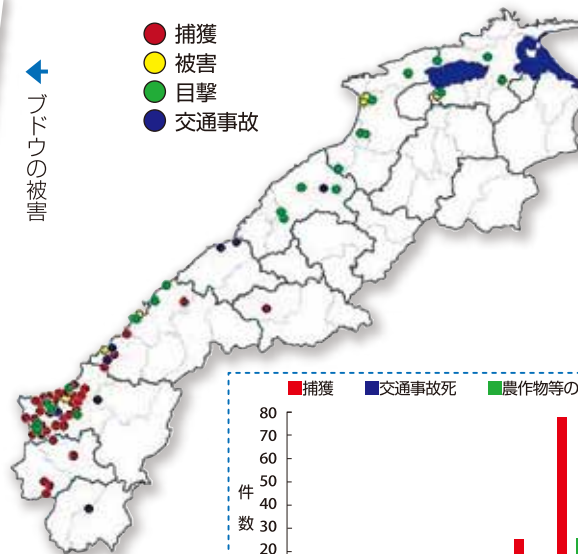 捕獲
被害
目撃
交通事故
ブドウの被害
捕獲 交通事故死 農作物等の
80
70
60
50
40
30
20
件数